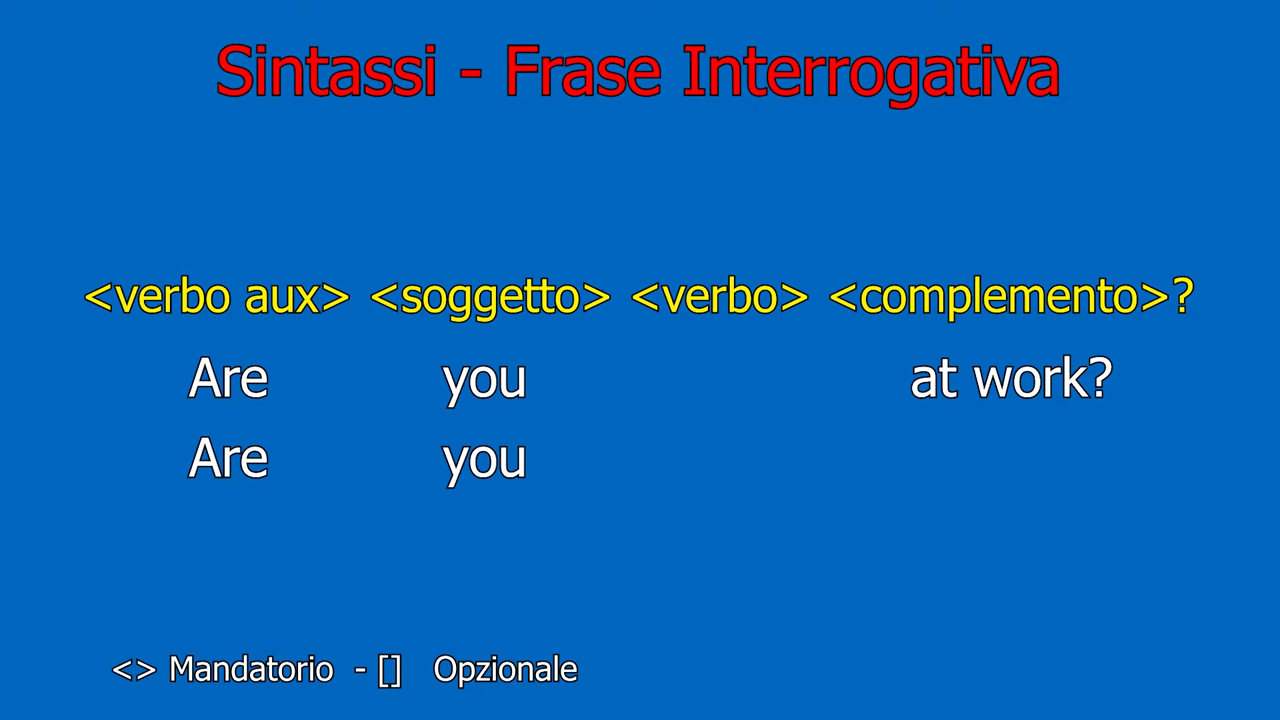 Sintassi - Frase Interrogativa
<verbo aux> <soggetto> <verbo> <complemento>?
Are you at work?
Are you
<> Mandatorio - [] Opzionale